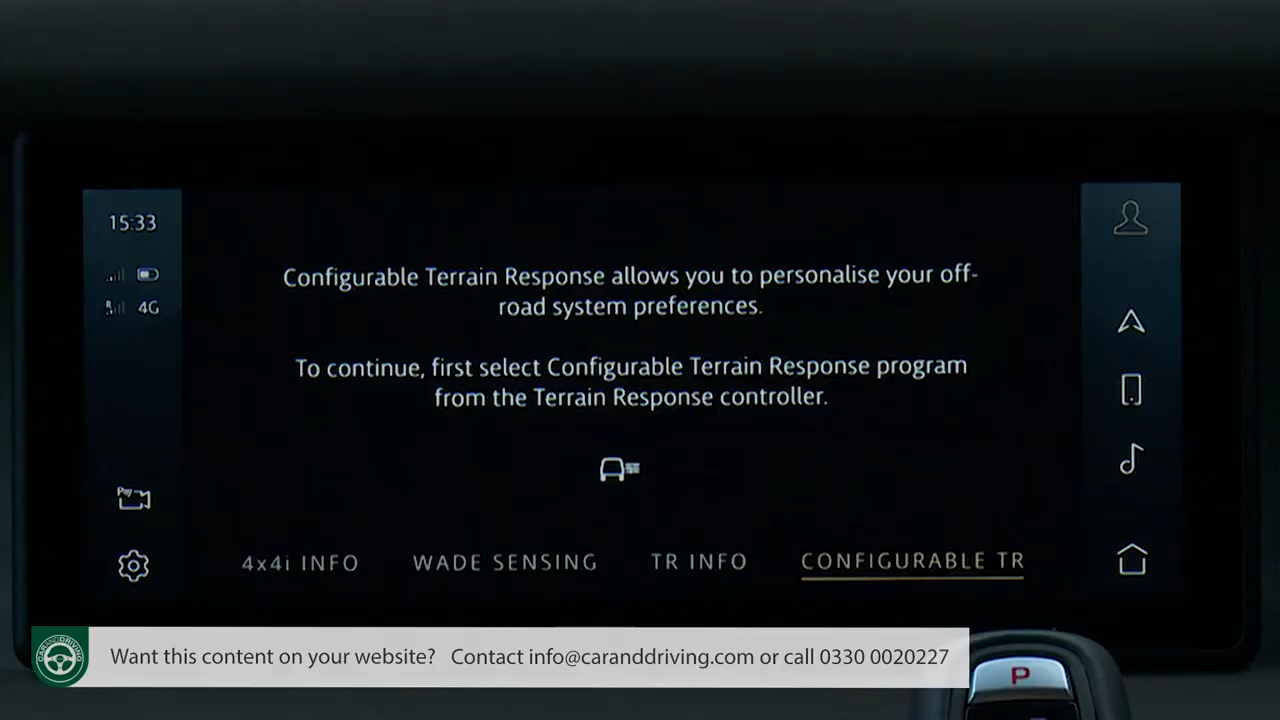 15:33
4G
Configurable Terrain Response allows you to personalise your off-
road system preferences.
To continue, first select Configurable Terrain Response program
from the Terrain Response controller.
4x4i INFO
WADE SENSING
TR INFO
CONFIGURABLE TR
CARANDDRIVING
Want this content on your website? Contact info@caranddriving.com or call 0330 0020227
P